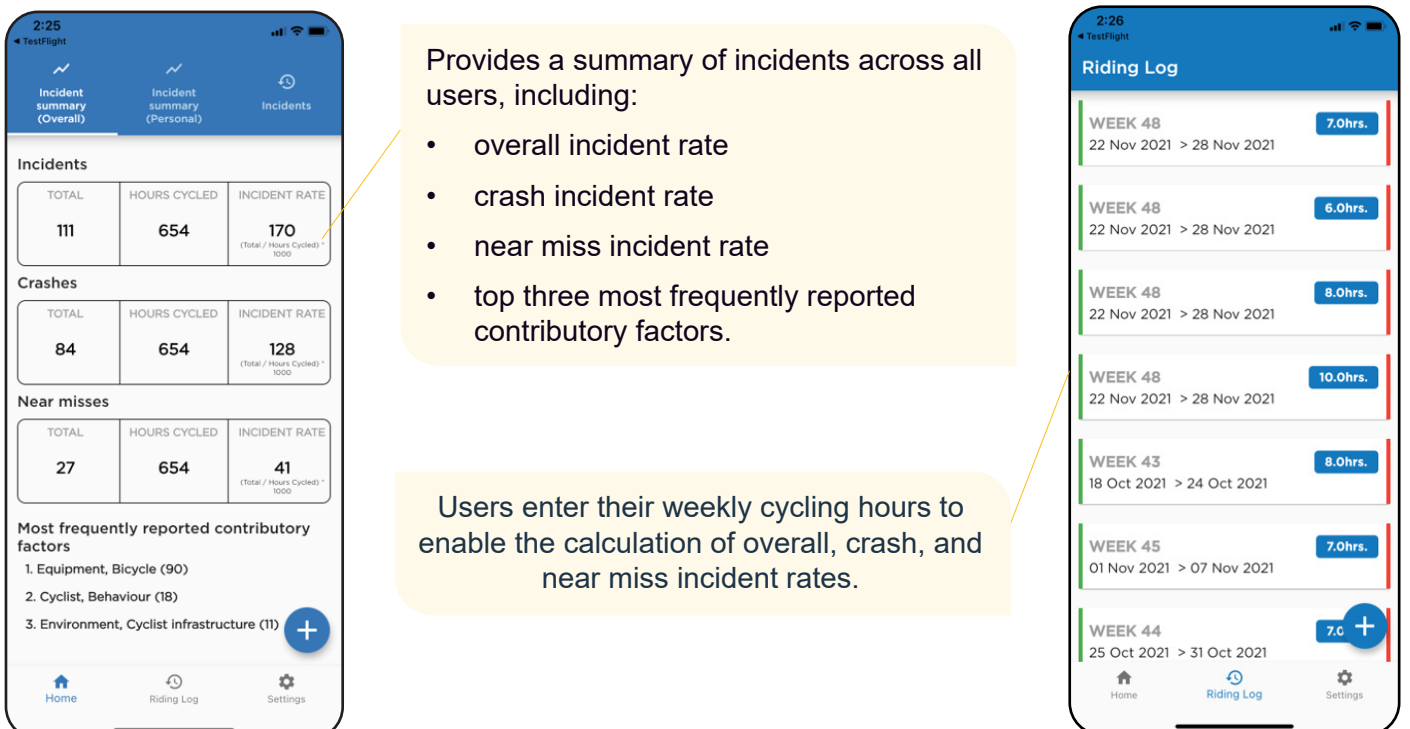 2:25
◄ TestFlight
Incident
summary
(Overall)
Incident
summary
(Personal)
Incidents
Incidents
TOTAL HOURS CYCLED INCIDENT RATE
111 654 170
(Total / Hours Cycled) *
1000
Crashes
TOTAL HOURS CYCLED INCIDENT RATE
84 654 128
(Total / Hours Cycled) *
1000
Near misses
TOTAL HOURS CYCLED INCIDENT RATE
27 654 41
(Total / Hours Cycled) *
1000
Most frequently reported contributory
factors
1. Equipment, Bicycle (90)
2. Cyclist, Behaviour (18)
3. Environment, Cyclist infrastructure (11)
+
Home Riding Log Settings
Provides a summary of incidents across all
users, including:
• overall incident rate
• crash incident rate
• near miss incident rate
• top three most frequently reported
contributory factors.
Users enter their weekly cycling hours to
enable the calculation of overall, crash, and
near miss incident rates.
2:26
◄ TestFlight
Riding Log
WEEK 48 7.0hrs.
22 Nov 2021 > 28 Nov 2021
WEEK 48 6.0hrs.
22 Nov 2021 > 28 Nov 2021
WEEK 48 8.0hrs.
22 Nov 2021 > 28 Nov 2021
WEEK 48 10.0hrs.
22 Nov 2021 > 28 Nov 2021
WEEK 43 8.0hrs.
18 Oct 2021 > 24 Oct 2021
WEEK 45 7.0hrs.
01 Nov 2021 > 07 Nov 2021
WEEK 44 7.0
25 Oct 2021 > 31 Oct 2021
+
Home Riding Log Settings